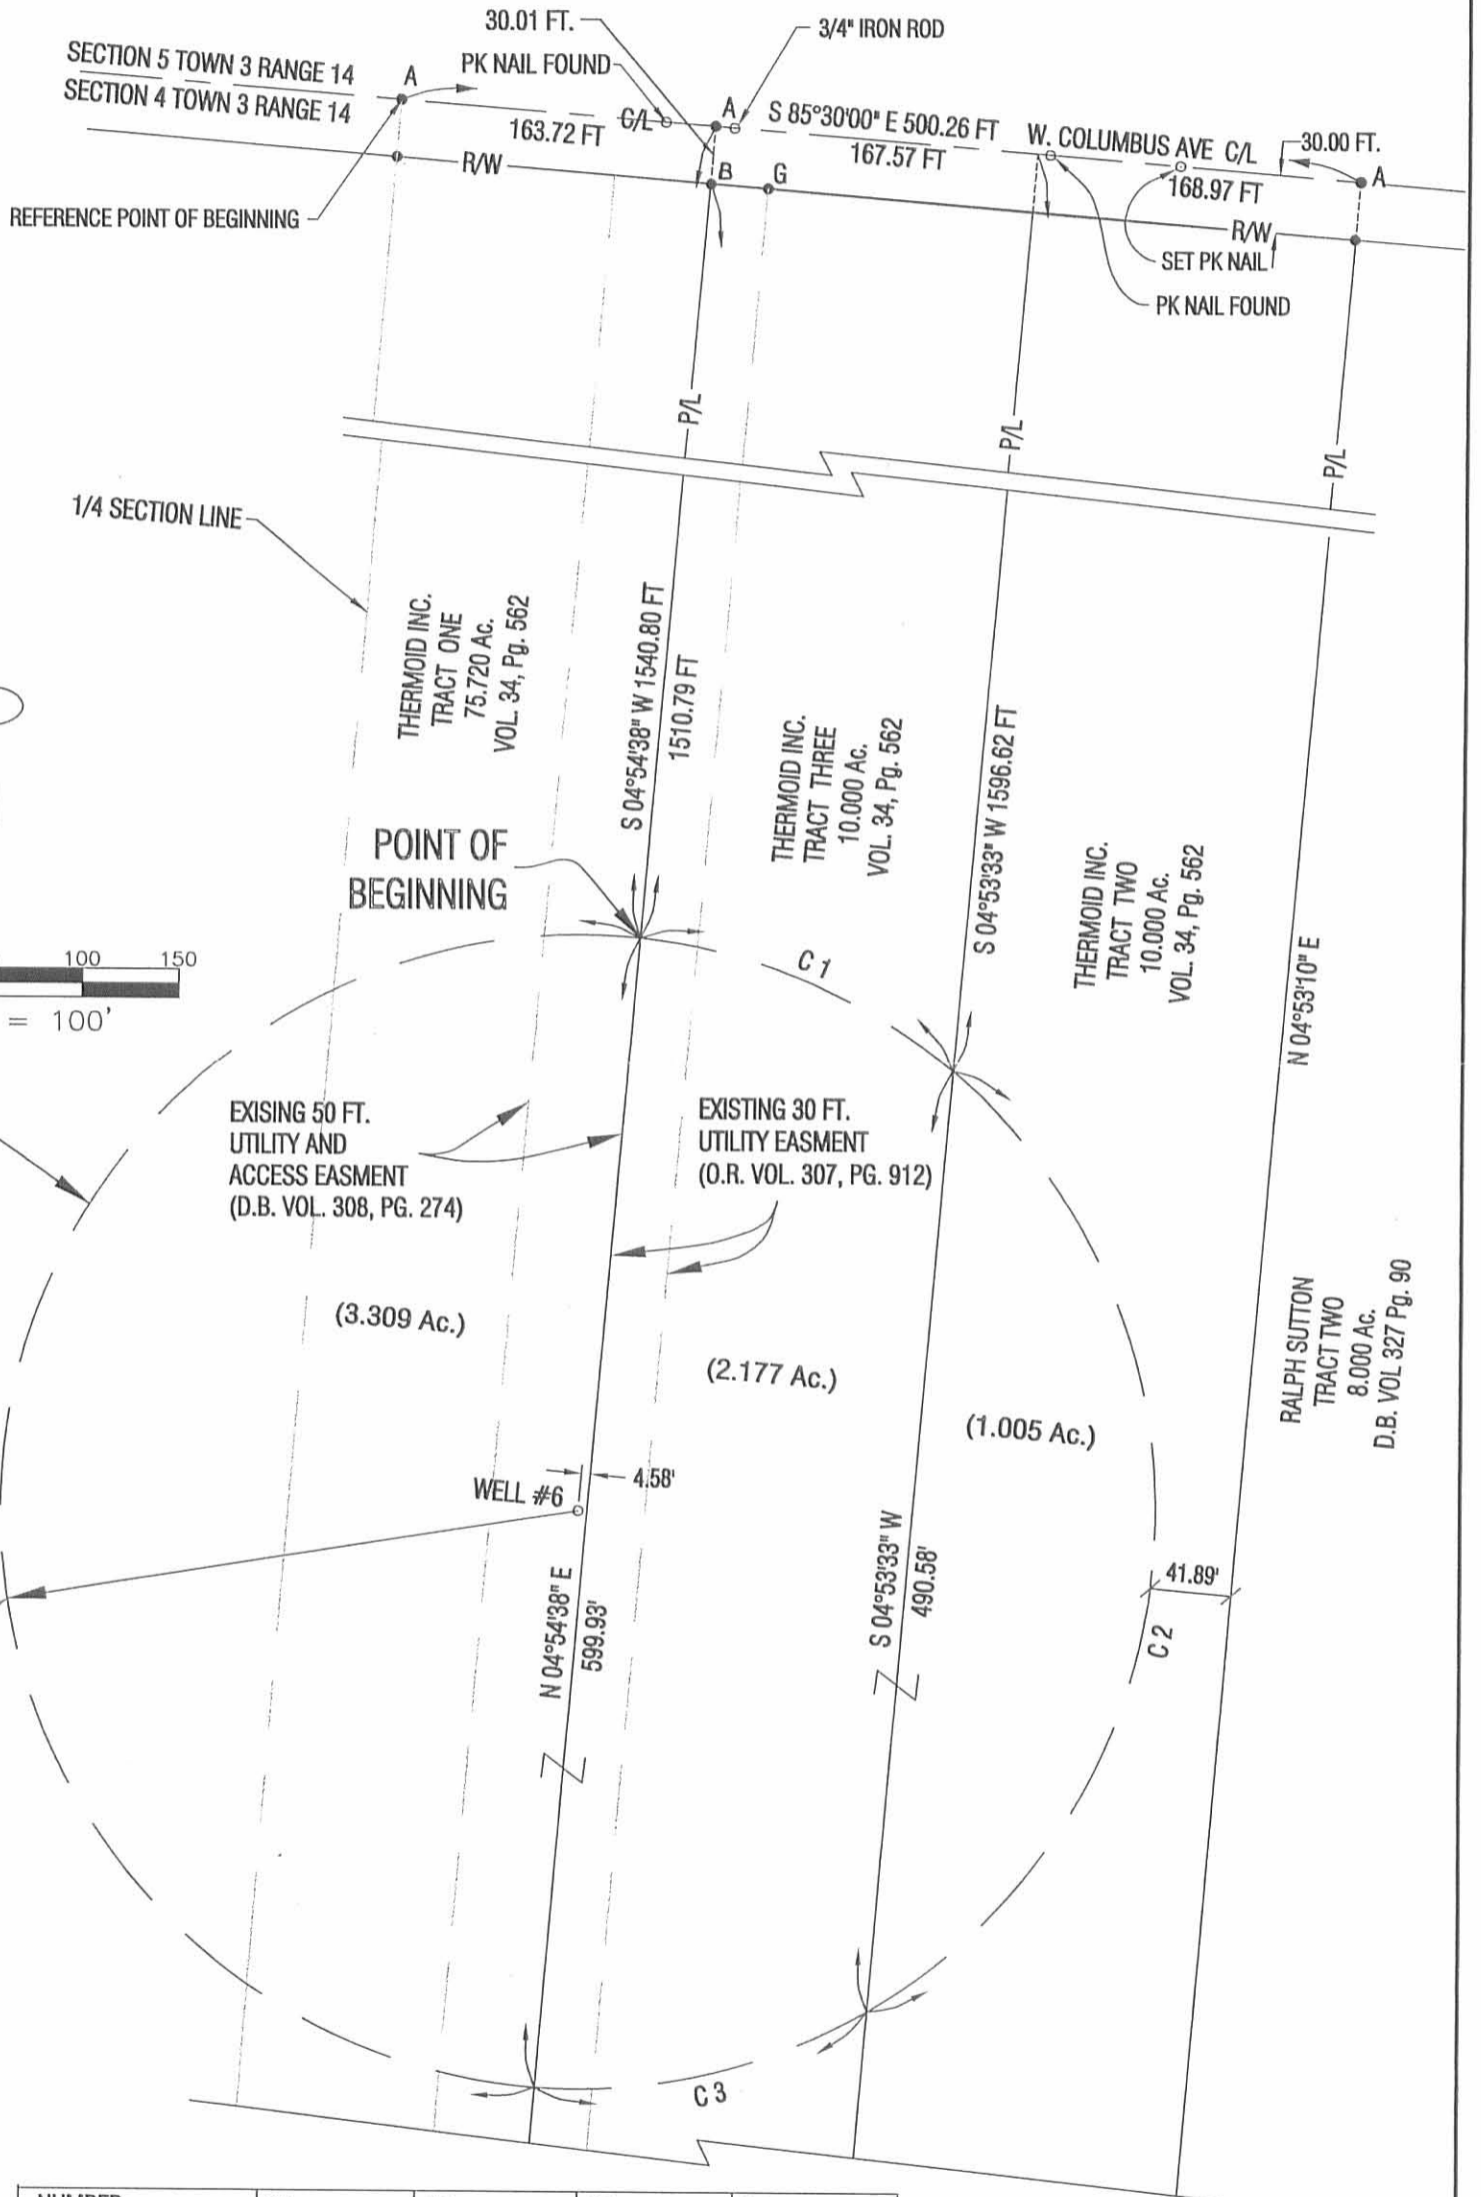 30.01 FT.
3/4" IRON ROD
SECTION 5 TOWN 3 RANGE 14
SECTION 4 TOWN 3 RANGE 14
A
PK NAIL FOUND
A
163.72 FT
C/L
S 85°30'00" E 500.26 FT
167.57 FT
W. COLUMBUS AVE C/L
30.00 FT.
168.97 FT
A
R/W
B
G
REFERENCE POINT OF BEGINNING
R/W
SET PK NAIL
PK NAIL FOUND
P/L
P/L
P/L
1/4 SECTION LINE
THERMOID INC.
TRACT ONE
75.720 Ac.
VOL. 34, Pg. 562
S 04°54'38" W 1540.80 FT
1510.79 FT
THERMOID INC.
TRACT THREE
10.000 Ac.
VOL. 34, Pg. 562
S 04°53'33" W 1596.62 FT
THERMOID INC.
TRACT TWO
10.000 Ac.
VOL. 34, Pg. 562
N 04°53'10" E
POINT OF
BEGINNING
C 1
100 150
= 100'
EXISING 50 FT.
UTILITY AND
ACCESS EASMENT
(D.B. VOL. 308, PG. 274)
EXISTING 30 FT.
UTILITY EASMENT
(O.R. VOL. 307, PG. 912)
(3.309 Ac.)
(2.177 Ac.)
(1.005 Ac.)
RALPH SUTTON
TRACT TWO
8.000 Ac.
D.B. VOL 327 Pg. 90
WELL #6
4.58'
N 04°54'38" E
599.93'
S 04°53'33" W
490.58'
41.89'
C 2
C 3
NUMBER